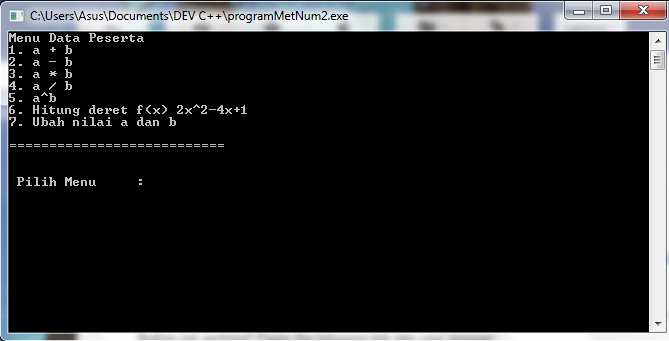 C:\Users\Asus\Documents\DEV C++\programMetNum2.exe
Menu Data Peserta
1. a + b
2. a - b
3. a * b
4. a / b
5. a^b
6. Hitung deret f(x) 2x^2-4x+1
7. Ubah nilai a dan b
===========================
Pilih Menu     :